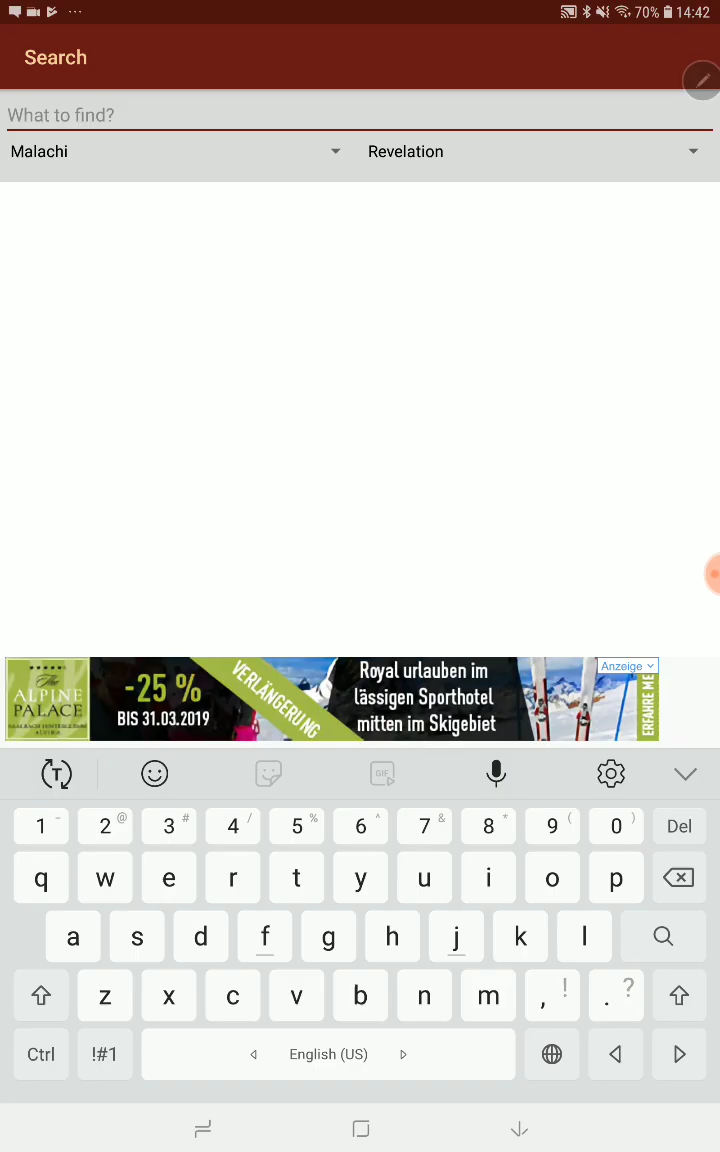 70% 14:42
Search
What to find?
Malachi Revelation
The
ALPINE
PALACE
-25 %
BIS 31.03.2019
VERLÄNGERUNG
Royal urlauben im
lässigen Sporthotel
mitten im Skigebiet
Anzeige
ERFAHRE ME
T GIF
1 - 2 @ 3 # 4 / 5 % 6 ^ 7 & 8 * 9 ( 0 ) Del
q w e r t y u i o p
a s d f g h j k l
z x c v b n m , ! . ?
Ctrl !#1 English (US)